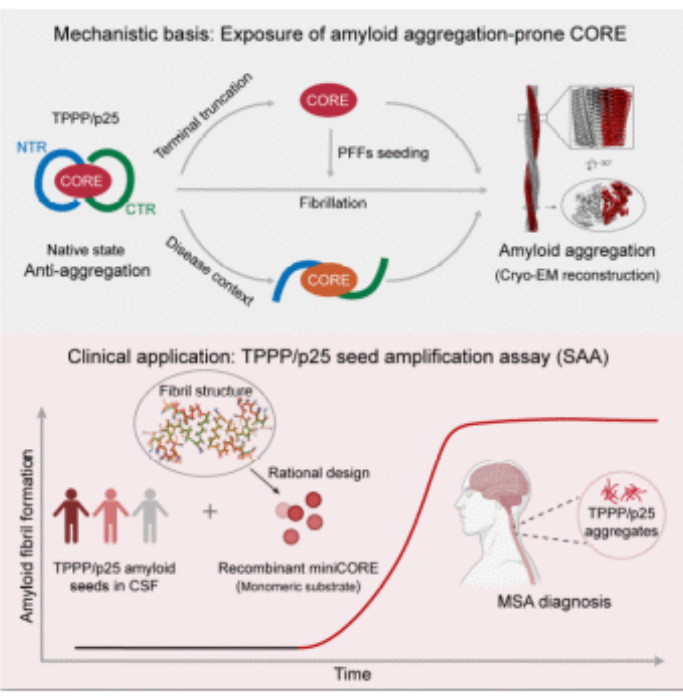 Mechanistic basis: Exposure of amyloid aggregation-prone CORE
TPPP/p25
NTR
CORE
CTR
Native state
Anti-aggregation
Terminal truncation
CORE
PFFs seeding
Fibrillation
Disease context
CORE
Amyloid aggregation
(Cryo-EM reconstruction)
Clinical application: TPPP/p25 seed amplification assay (SAA)
Amyloid fibril formation
Fibril structure
Rational design
+
TPPP/p25 amyloid
seeds in CSF
Recombinant miniCORE
(Monomeric substrate)
TPPP/p25
aggregates
MSA diagnosis
Time